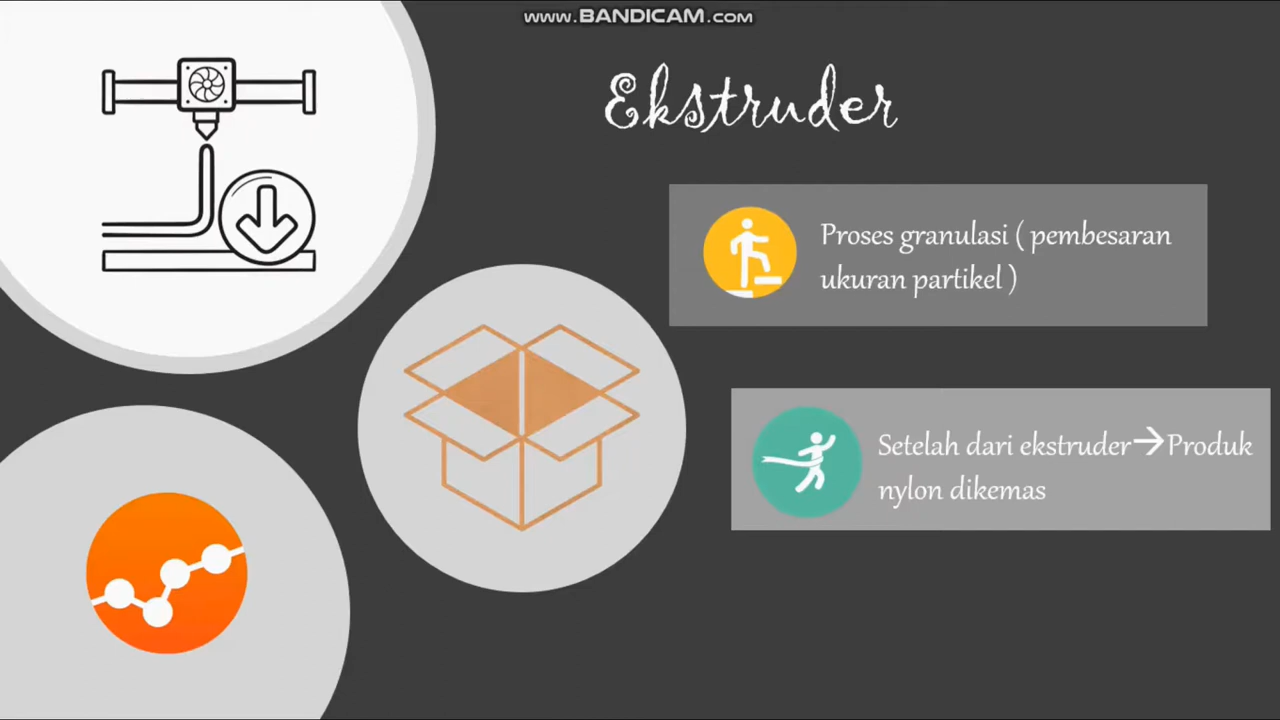 www.BANDICAM.com
Ekstruder
Proses granulasi ( pembesaran
ukuran partikel )
Setelah dari ekstruder→Produk
nylon dikemas